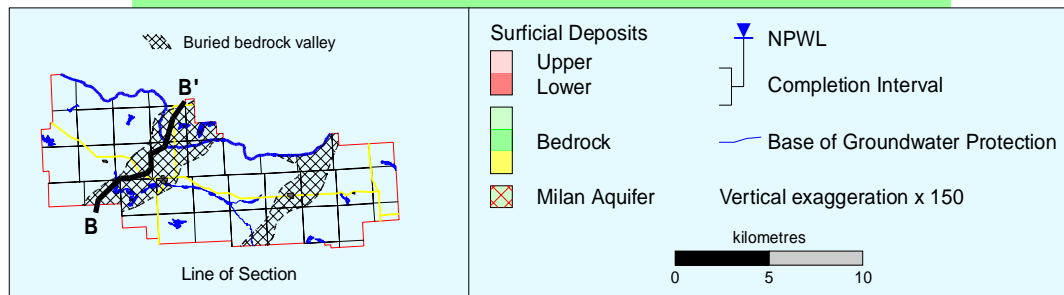 Buried bedrock valley
B'
B
Line of Section
Surficial Deposits
Upper
Lower
Bedrock
Milan Aquifer
NPWL
Completion Interval
Base of Groundwater Protection
Vertical exaggeration x 150
kilometres
0 5 10